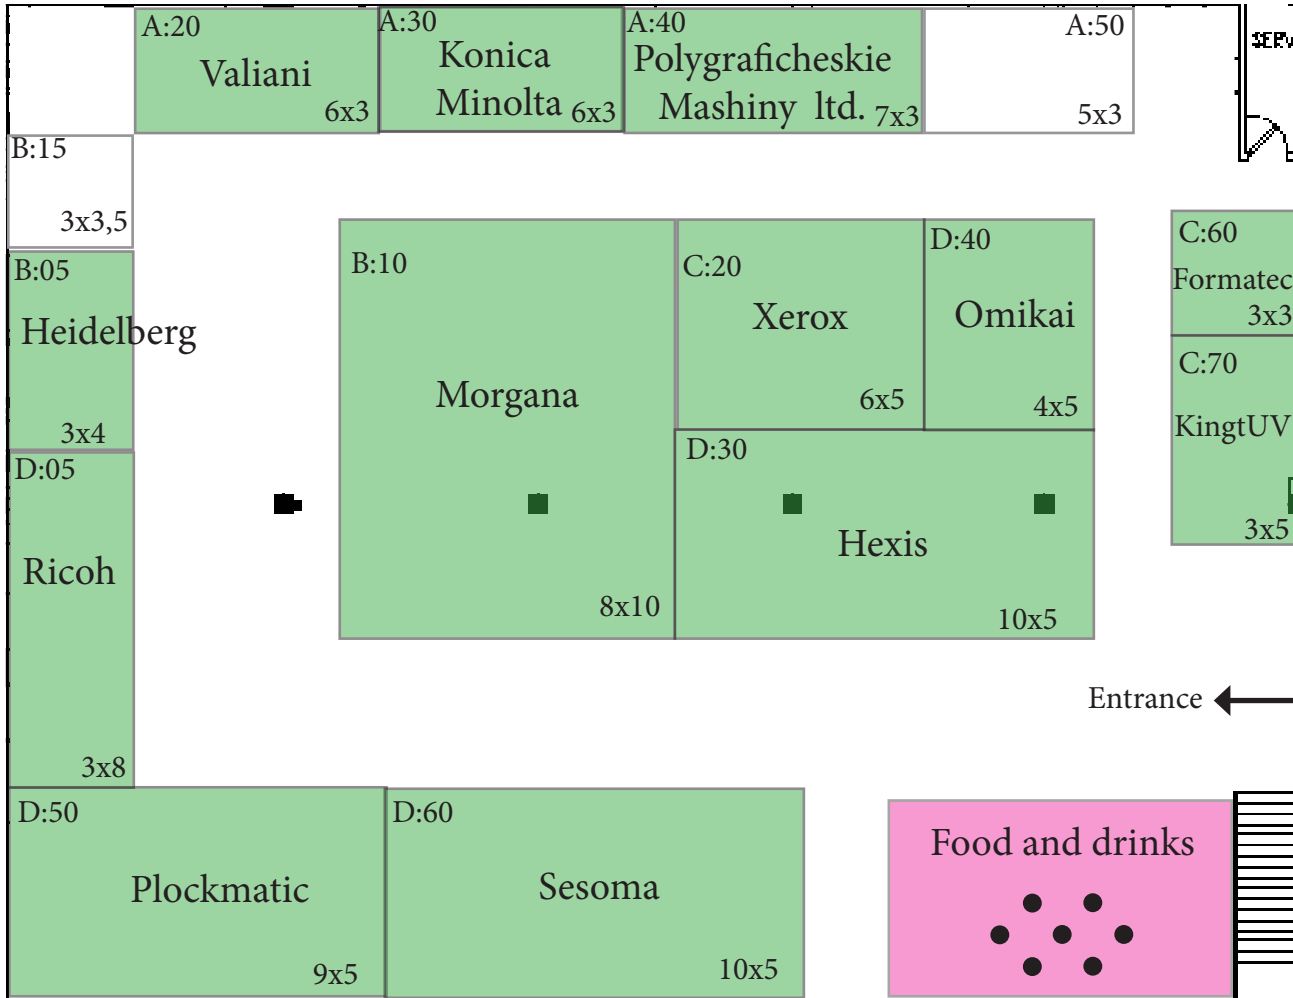 A:20
Valiani
6x3
A:30
Konica
Minolta 6x3
A:40
Polygraficheskie
Mashiny ltd. 7x3
A:50
5x3
B:15
3x3,5
B:05
Heidelberg
3x4
D:05
Ricoh
3x8
B:10
Morgana
8x10
C:20
Xerox
6x5
D:40
Omikai
4x5
D:30
Hexis
10x5
C:60
Formatec
3x3
C:70
KingtUV
3x5
Entrance
D:50
Plockmatic
9x5
D:60
Sesoma
10x5
Food and drinks